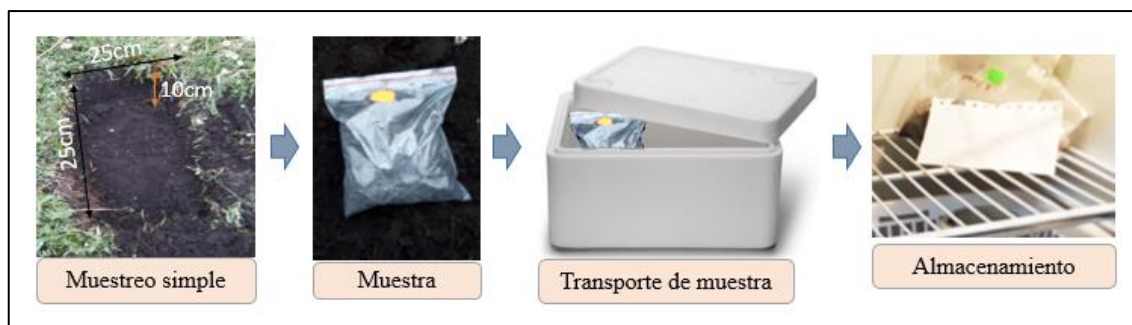 25cm
10cm
25cm
Muestreo simple
Muestra
Transporte de muestra
Almacenamiento